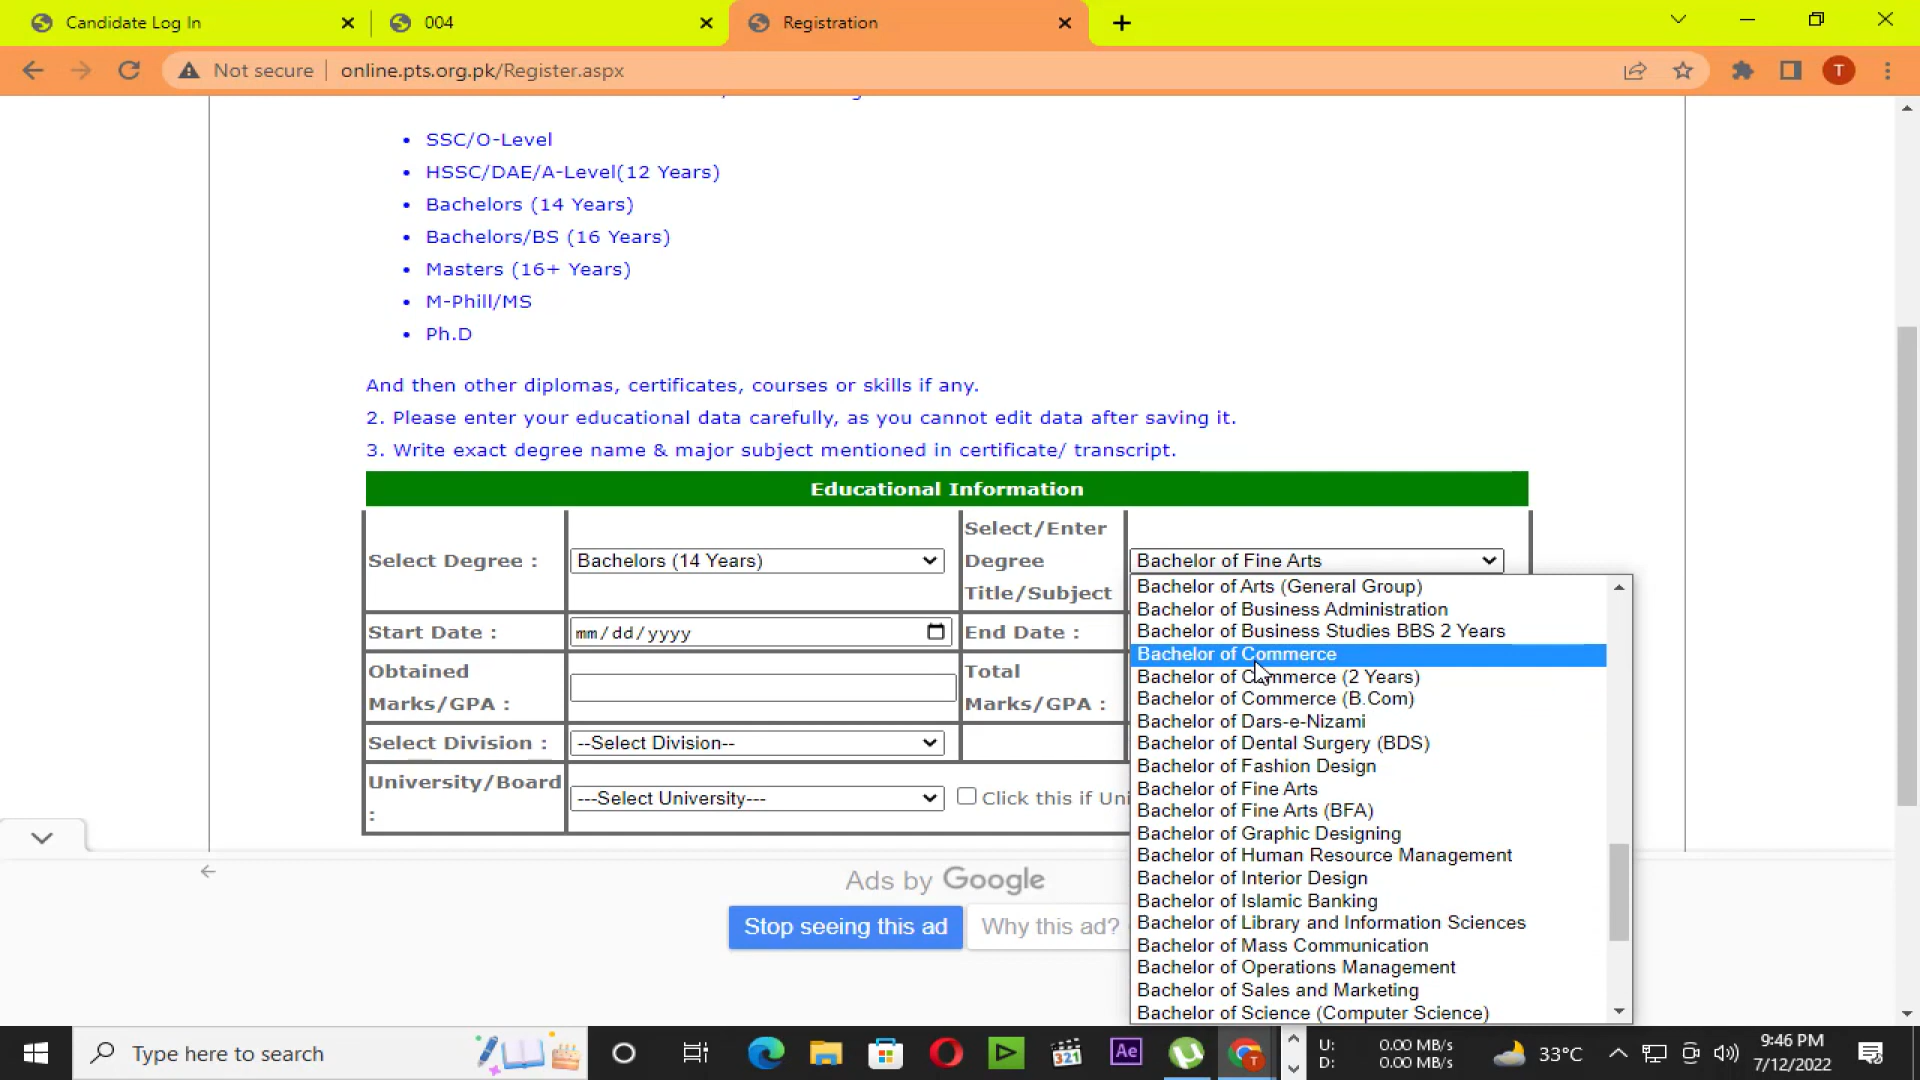 Candidate Log In
004
Registration
Not secure
online.pts.org.pk/Register.aspx
T
SSC/O-Level
HSSC/DAE/A-Level(12 Years)
Bachelors (14 Years)
Bachelors/BS (16 Years)
Masters (16+ Years)
M-Phill/MS
Ph.D
And then other diplomas, certificates, courses or skills if any.
2. Please enter your educational data carefully, as you cannot edit data after saving it.
3. Write exact degree name & major subject mentioned in certificate/ transcript.
Educational Information
Select Degree :
Bachelors (14 Years)
Select/Enter
Degree
Title/Subject
Bachelor of Fine Arts
Start Date :
mm/dd/yyyy
End Date :
Obtained
Marks/GPA :
Total
Marks/GPA :
Select Division :
--Select Division--
University/Board
:
---Select University---
Click this if Uni
Bachelor of Arts (General Group)
Bachelor of Business Administration
Bachelor of Business Studies BBS 2 Years
Bachelor of Commerce
Bachelor of Commerce (2 Years)
Bachelor of Commerce (B.Com)
Bachelor of Dars-e-Nizami
Bachelor of Dental Surgery (BDS)
Bachelor of Fashion Design
Bachelor of Fine Arts
Bachelor of Fine Arts (BFA)
Bachelor of Graphic Designing
Bachelor of Human Resource Management
Bachelor of Interior Design
Bachelor of Islamic Banking
Bachelor of Library and Information Sciences
Bachelor of Mass Communication
Bachelor of Operations Management
Bachelor of Sales and Marketing
Bachelor of Science (Computer Science)
Ads by Google
Stop seeing this ad
Why this ad?
Type here to search
321
Ae
T
U: 0.00 MB/s
D: 0.00 MB/s
33°C
9:46 PM
7/12/2022